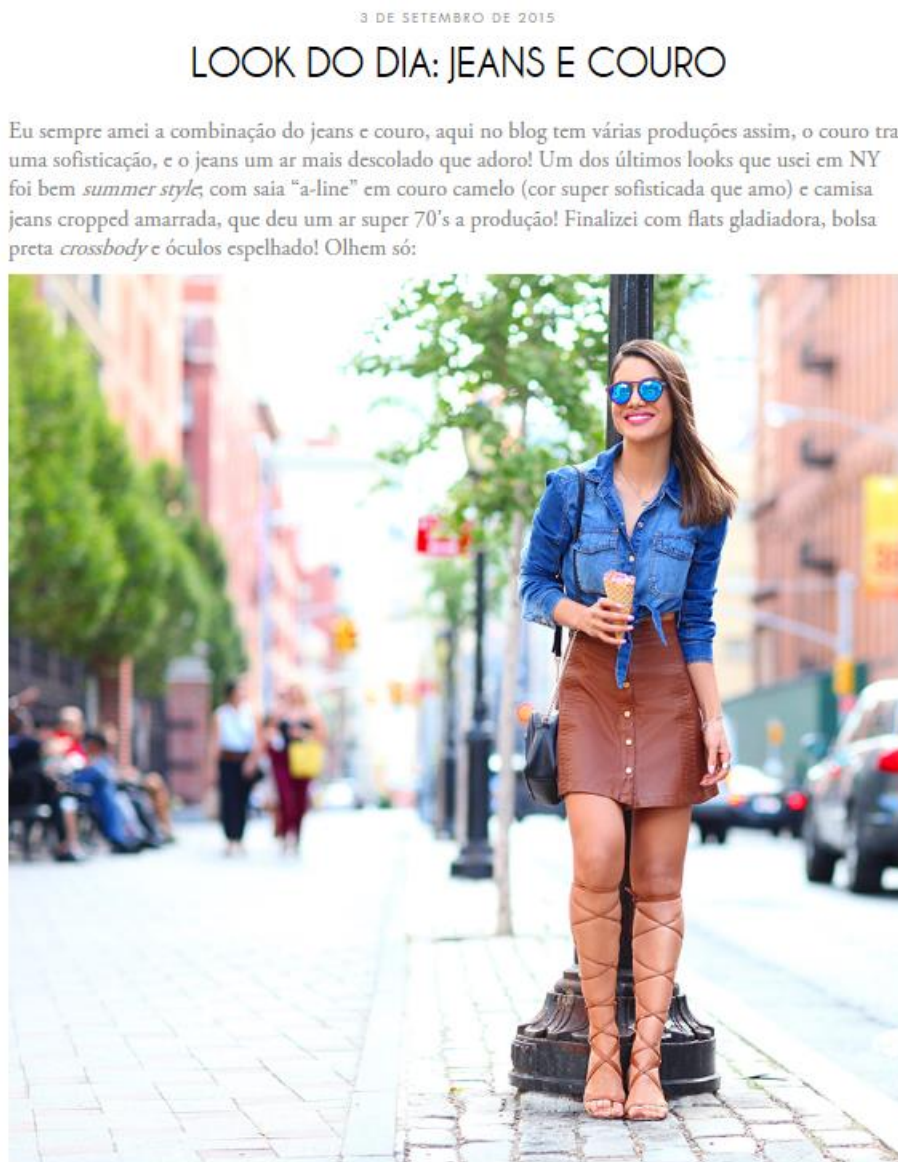 3 DE SETEMBRO DE 2015
LOOK DO DIA: JEANS E COURO
Eu sempre amei a combinação do jeans e couro, aqui no blog tem várias produções assim, o couro tra
uma sofisticação, e o jeans um ar mais descolado que adoro! Um dos últimos looks que usei em NY
foi bem summer style, com saia “a-line” em couro camelo (cor super sofisticada que amo) e camisa
jeans cropped amarrada, que deu um ar super 70’s a produção! Finalizei com flats gladiadora, bolsa
preta crossbody e óculos espelhado! Olhem só: